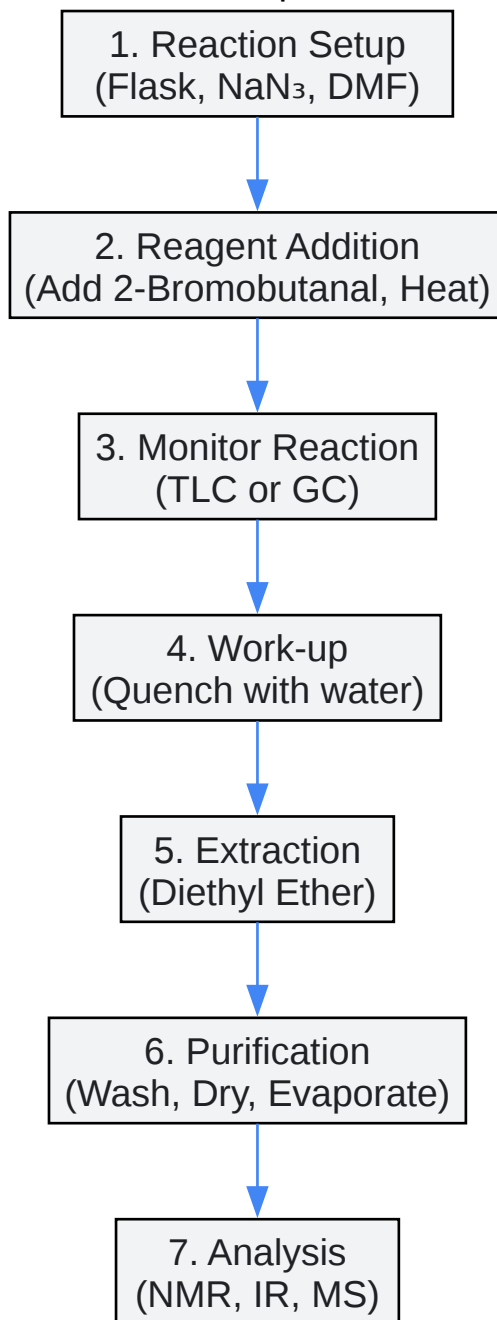 1. Reaction Setup
(Flask, NaN₃, DMF)
2. Reagent Addition
(Add 2-Bromobutanal, Heat)
3. Monitor Reaction
(TLC or GC)
4. Work-up
(Quench with water)
5. Extraction
(Diethyl Ether)
6. Purification
(Wash, Dry, Evaporate)
7. Analysis
(NMR, IR, MS)